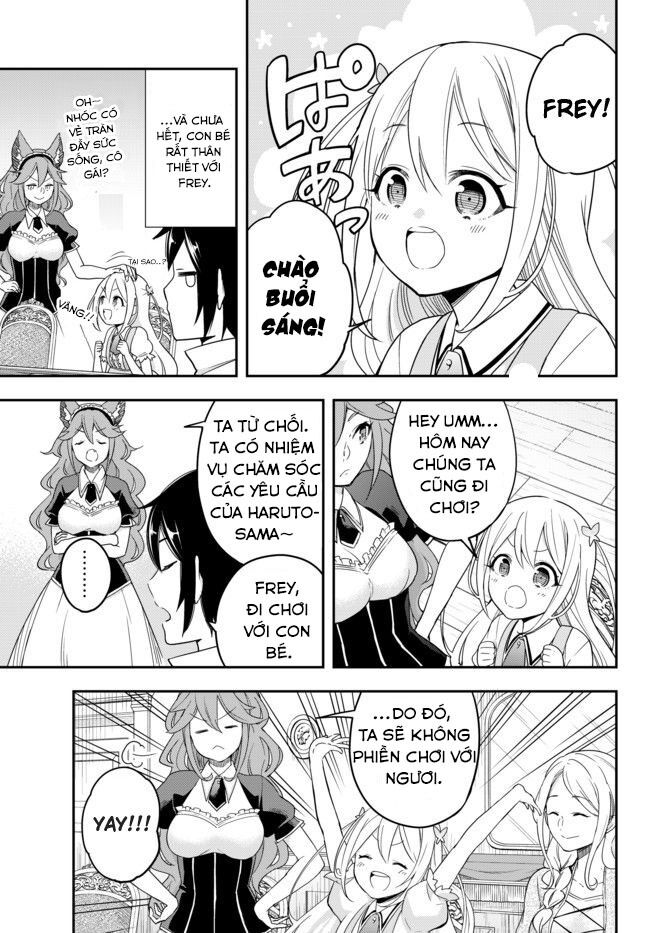 FREY!
ぱあっ
CHÀO
BUỔI
SÁNG!
...VÀ CHƯA
HẾT, CON BÉ
RẤT THÂN
THIẾT VỚI
FREY.
OH~
NHÓC CÓ
VẺ TRÀN
ĐẦY SỨC
SỐNG, CÔ
GÁI?
TẠI SAO..?
VÂNG!!
HEY UMM...
HÔM NAY
CHÚNG TA
CŨNG ĐI
CHƠI?
TA TỪ CHỐI.
TA CÓ NHIỆM
VỤ CHĂM SÓC
CÁC YÊU CẦU
CỦA HARUTO-
SAMA~
FREY,
ĐI CHƠI
VỚI CON
BÉ.
........
...DO ĐÓ,
TA SẼ KHÔNG
PHIỀN CHƠI VỚI
NGƯƠI.
YAY!!!